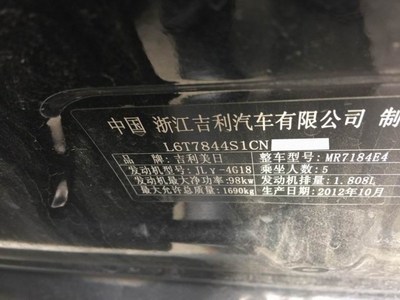 中国 浙江吉利汽车有限公司 制
L6T7844S1CN
品牌：吉利美日 整车型号：MR7184E4
发动机型号：JLγ-4G18 乘坐人数：5
发动机最大净功率：98kw 发动机排量：1.808L
最大允许总质量：1690kg 生产日期：2012年10月